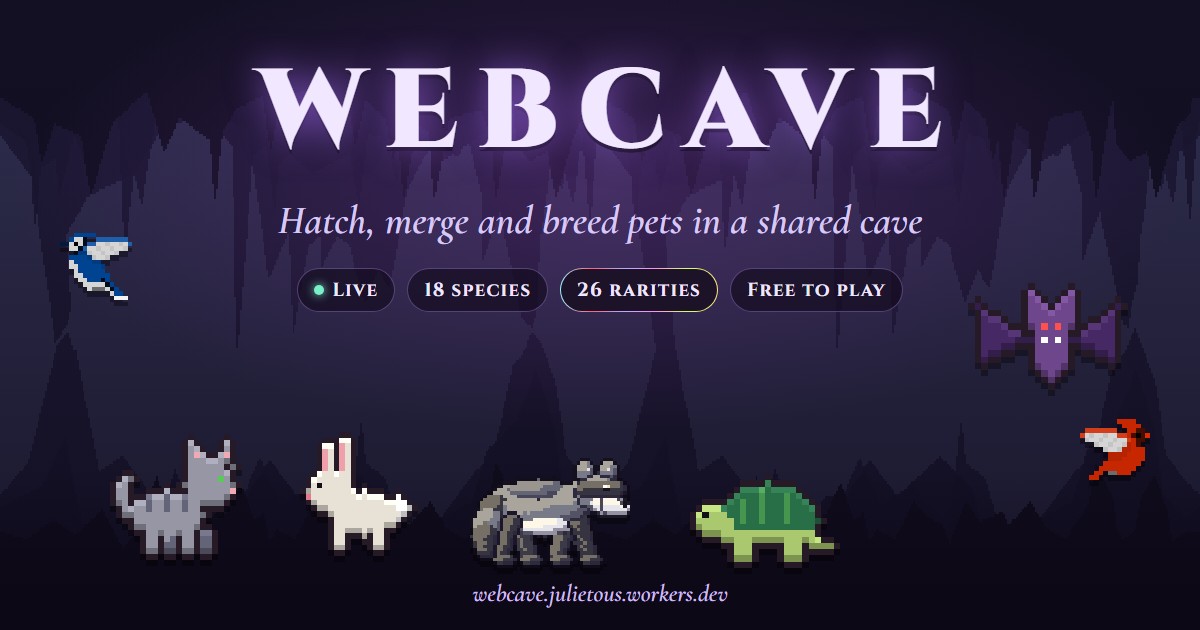 WEBCAVE
Hatch, merge and breed pets in a shared cave
LIVE
18 SPECIES
26 RARITIES
FREE TO PLAY
webcave.julietous.workers.dev